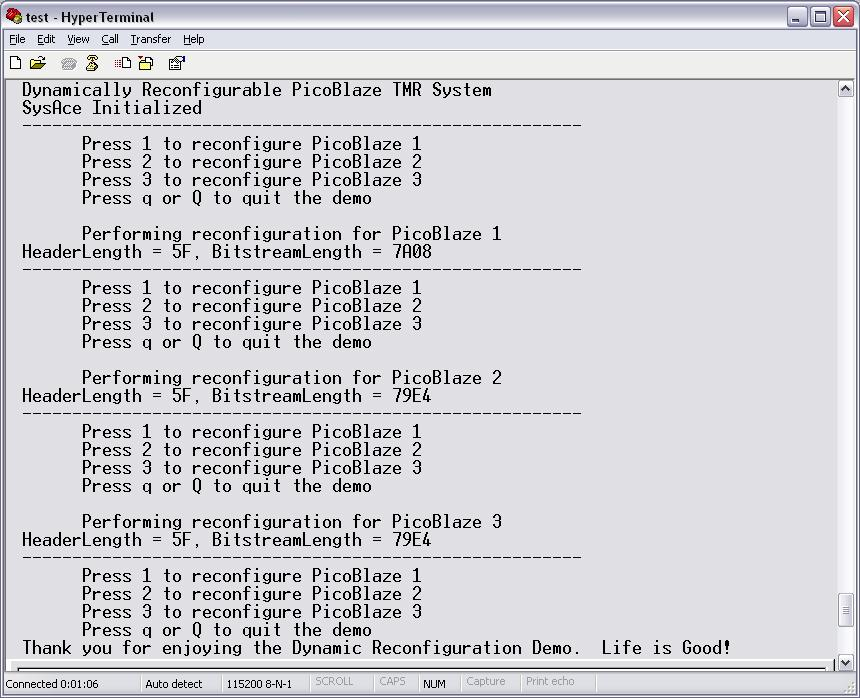 test - HyperTerminal
File Edit View Call Transfer Help
Dynamically Reconfigurable PicoBlaze TMR System
SysAce Initialized
--------------------------------------------------------
Press 1 to reconfigure PicoBlaze 1
Press 2 to reconfigure PicoBlaze 2
Press 3 to reconfigure PicoBlaze 3
Press q or Q to quit the demo
Performing reconfiguration for PicoBlaze 1
HeaderLength = 5F, BitstreamLength = 7A08
--------------------------------------------------------
Press 1 to reconfigure PicoBlaze 1
Press 2 to reconfigure PicoBlaze 2
Press 3 to reconfigure PicoBlaze 3
Press q or Q to quit the demo
Performing reconfiguration for PicoBlaze 2
HeaderLength = 5F, BitstreamLength = 79E4
--------------------------------------------------------
Press 1 to reconfigure PicoBlaze 1
Press 2 to reconfigure PicoBlaze 2
Press 3 to reconfigure PicoBlaze 3
Press q or Q to quit the demo
Performing reconfiguration for PicoBlaze 3
HeaderLength = 5F, BitstreamLength = 79E4
--------------------------------------------------------
Press 1 to reconfigure PicoBlaze 1
Press 2 to reconfigure PicoBlaze 2
Press 3 to reconfigure PicoBlaze 3
Press q or Q to quit the demo
Thank you for enjoying the Dynamic Reconfiguration Demo.  Life is Good!
Connected 0:01:06 Auto detect 115200 8-N-1 SCROLL CAPS NUM Capture Print echo